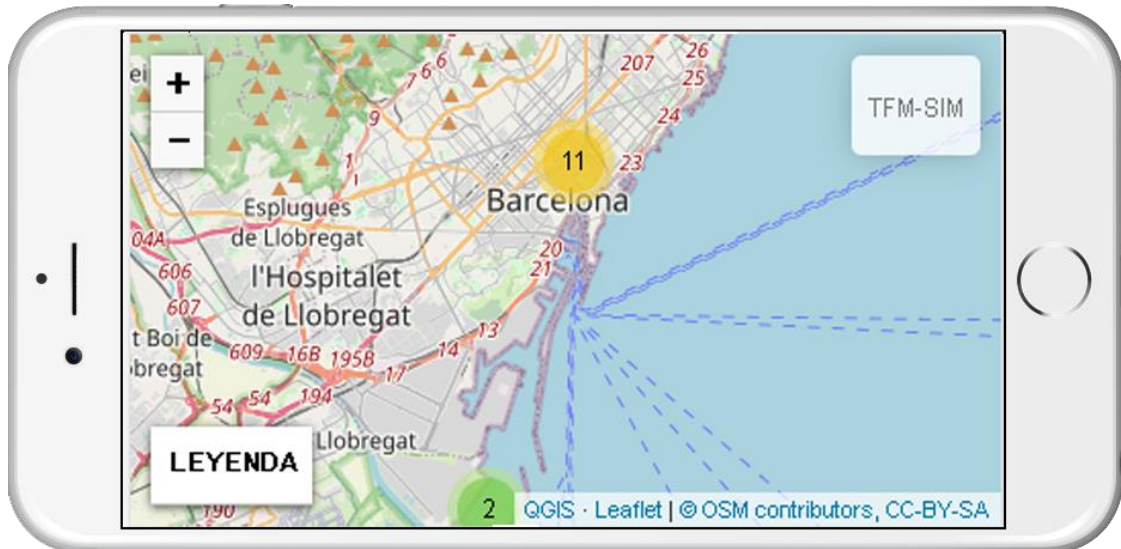 26
207
25
7 6 6
ei
+
TFM-SIM
24
9
−
11
23
Barcelona
Esplugues
de Llobregat
04A
20
606
l'Hospitalet
21
607
de Llobregat
13
t Boi de
609
16B
195B
14
obregat
17
54
54
194
Llobregat
LEYENDA
190
2
QGIS · Leaflet | © OSM contributors, CC-BY-SA